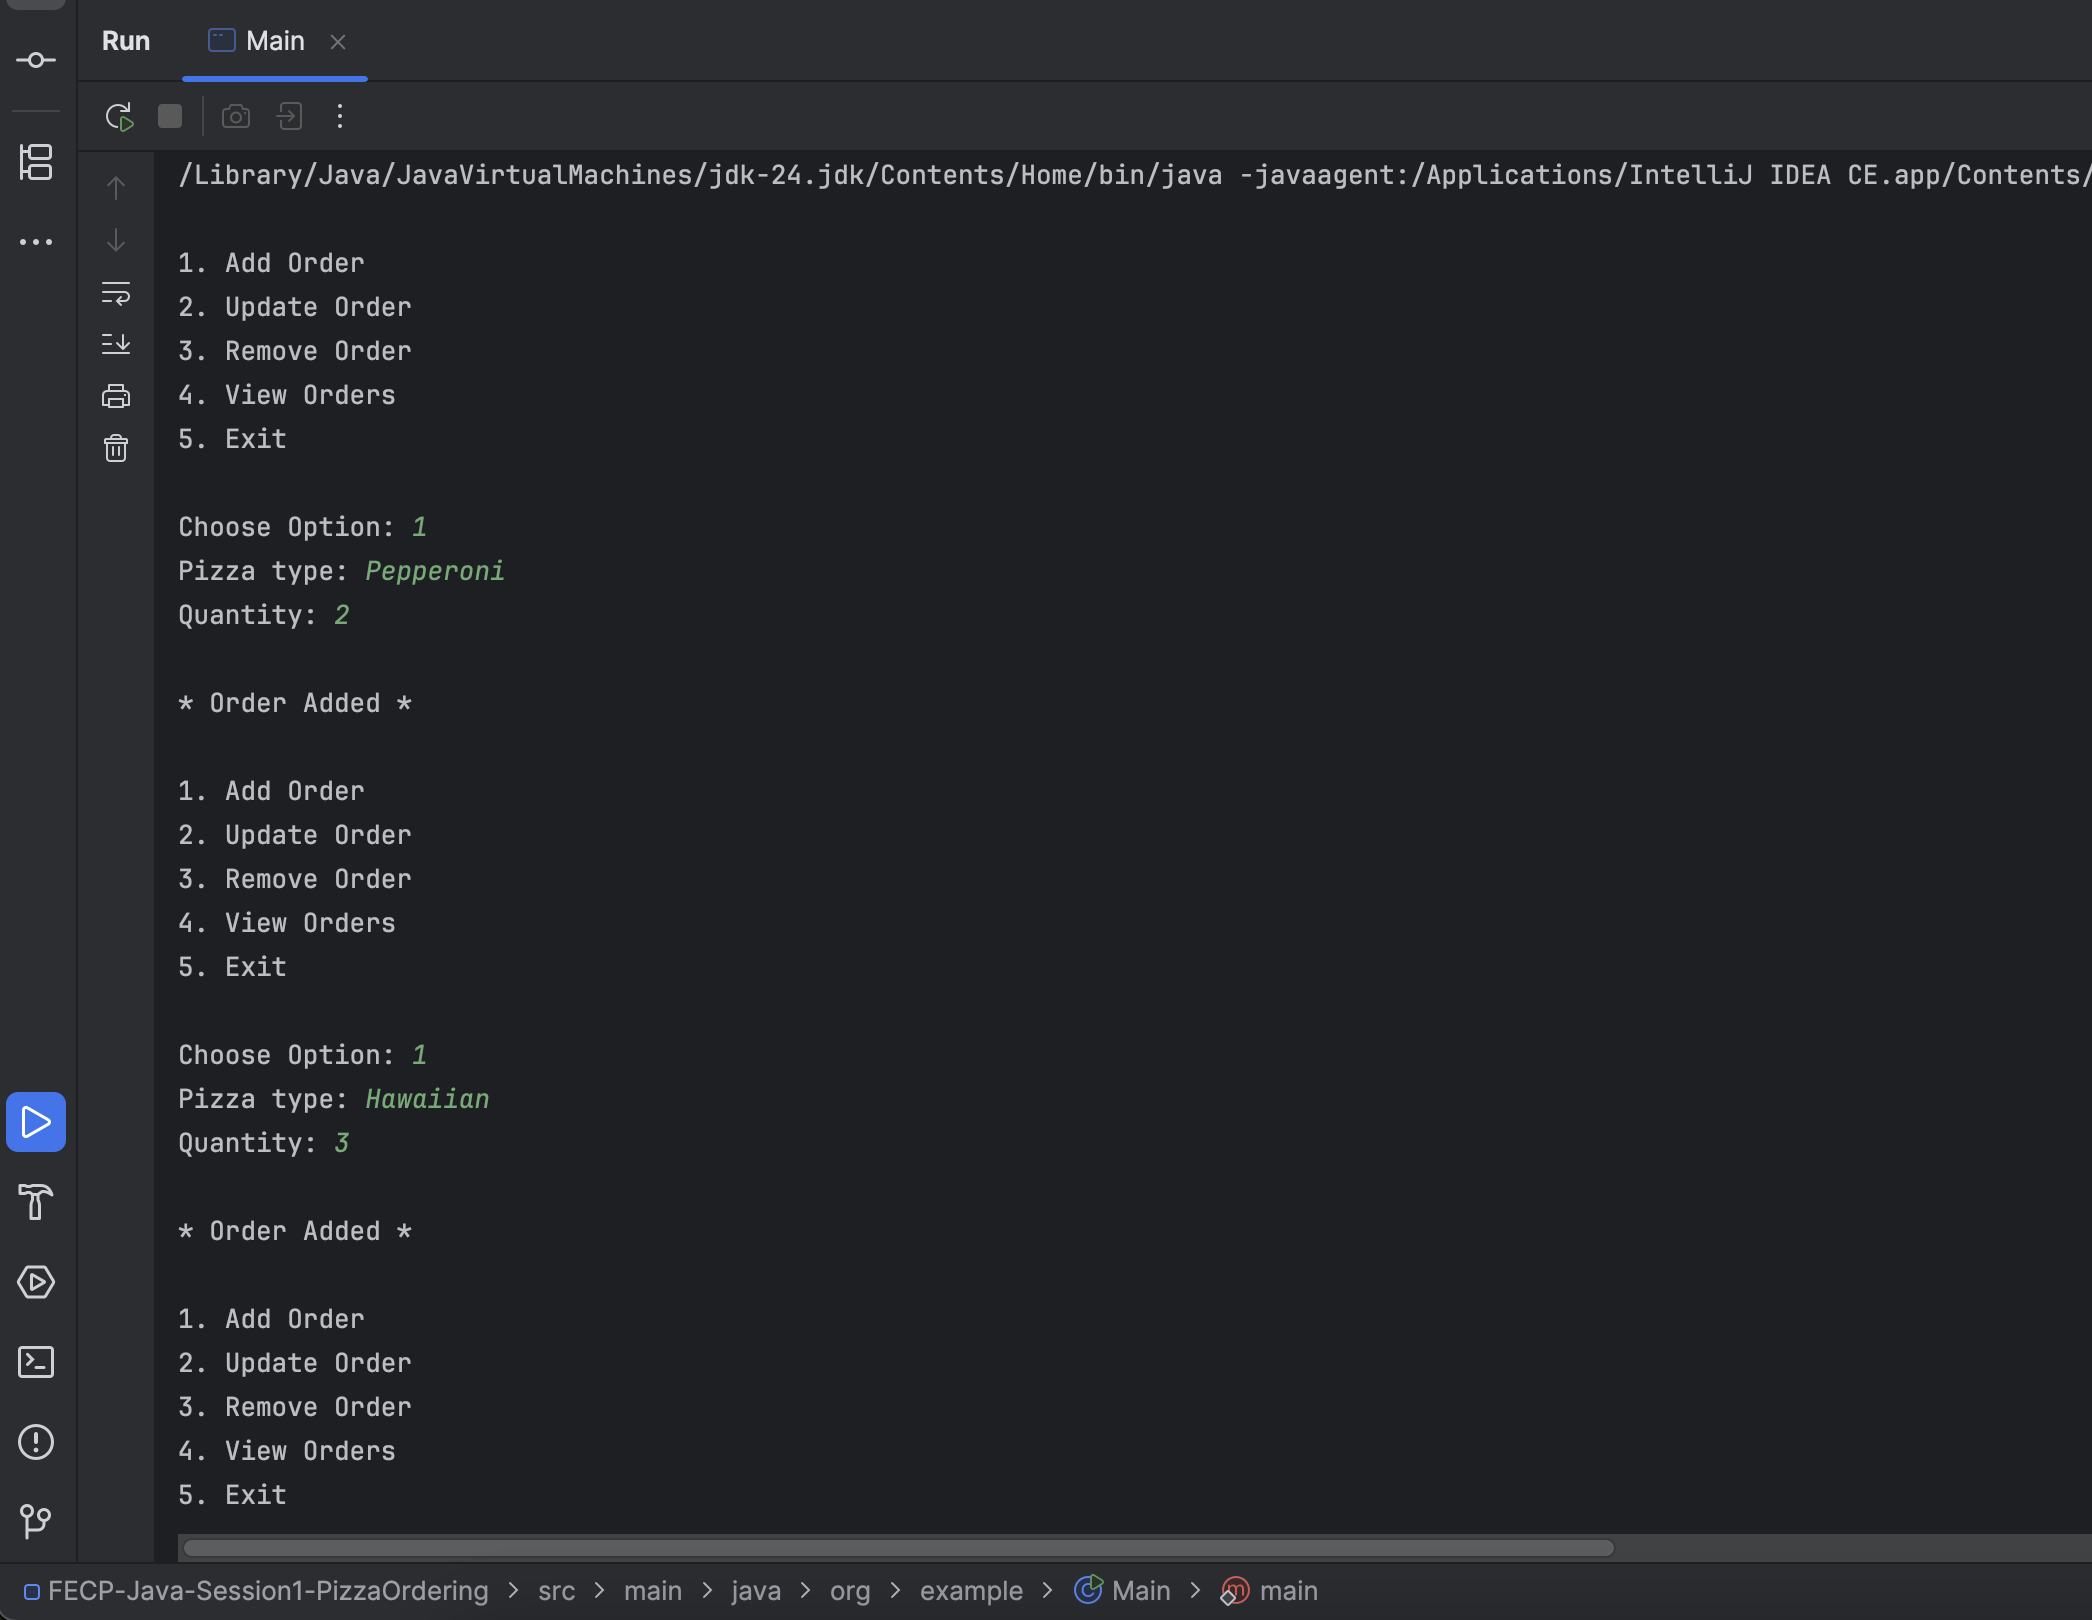 Run Main
/Library/Java/JavaVirtualMachines/jdk-24.jdk/Contents/Home/bin/java -javaagent:/Applications/IntelliJ IDEA CE.app/Contents/
1. Add Order
2. Update Order
3. Remove Order
4. View Orders
5. Exit
Choose Option: 1
Pizza type: Pepperoni
Quantity: 2
* Order Added *
1. Add Order
2. Update Order
3. Remove Order
4. View Orders
5. Exit
Choose Option: 1
Pizza type: Hawaiian
Quantity: 3
* Order Added *
1. Add Order
2. Update Order
3. Remove Order
4. View Orders
5. Exit
FECP-Java-Session1-PizzaOrdering > src > main > java > org > example > Main > main